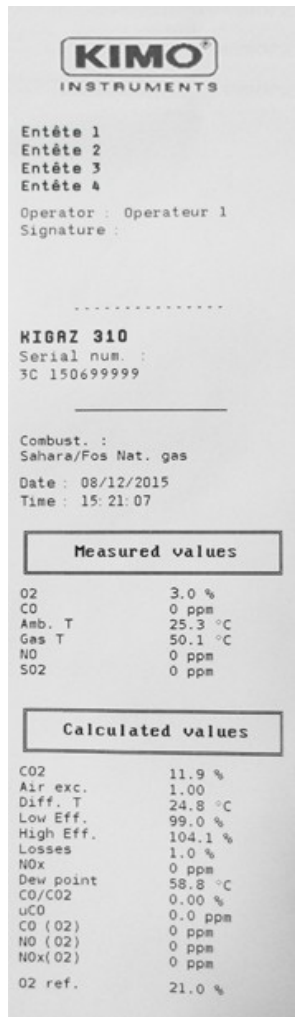 KIMO®
INSTRUMENTS
Entête 1
Entête 2
Entête 3
Entête 4
Operator : Operateur 1
Signature :
KIGAZ 310
Serial num. :
3C 150699999
Combust. :
Sahara/Fos Nat. gas
Date : 08/12/2015
Time : 15:21:07
Measured values
O2 3.0 %
CO 0 ppm
Amb. T 25.3 °C
Gas T 50.1 °C
NO 0 ppm
SO2 0 ppm
Calculated values
CO2 11.9 %
Air exc. 1.00
Diff. T 24.8 °C
Low Eff. 99.0 %
High Eff. 104.1 %
Losses 1.0 %
NOx 0 ppm
Dew point 58.8 °C
CO/CO2 0.00 %
uCO 0.0 ppm
CO (O2) 0 ppm
NO (O2) 0 ppm
NOx(O2) 0 ppm
O2 ref. 21.0 %